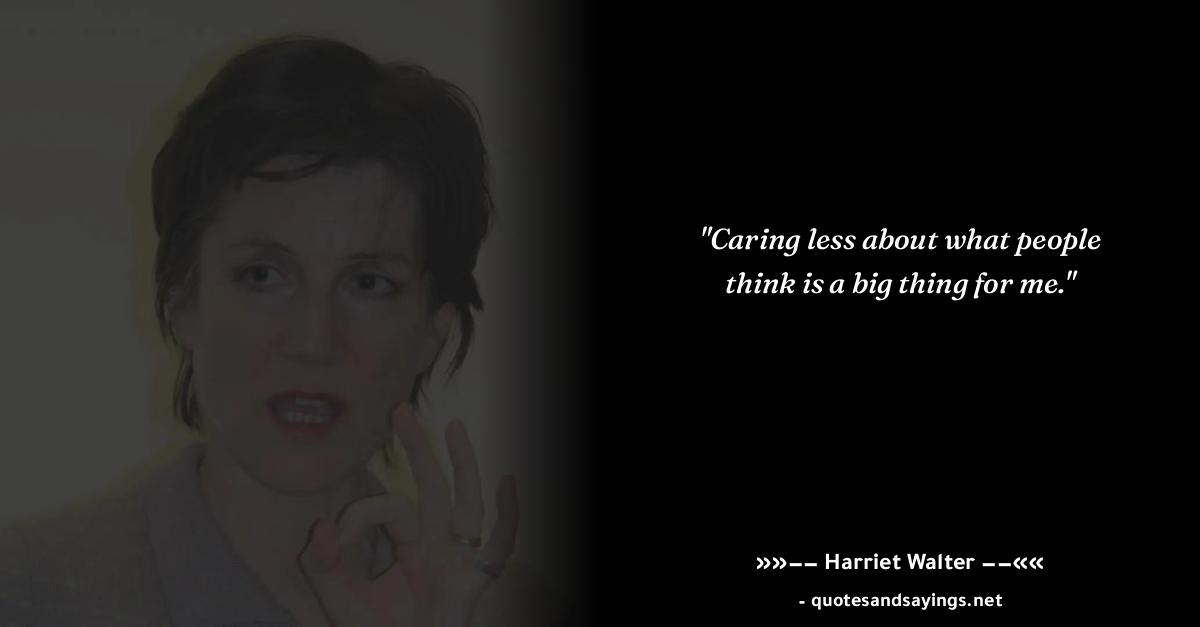 "Caring less about what people
think is a big thing for me."
»»–– Harriet Walter ––««
- quotesandsayings.net